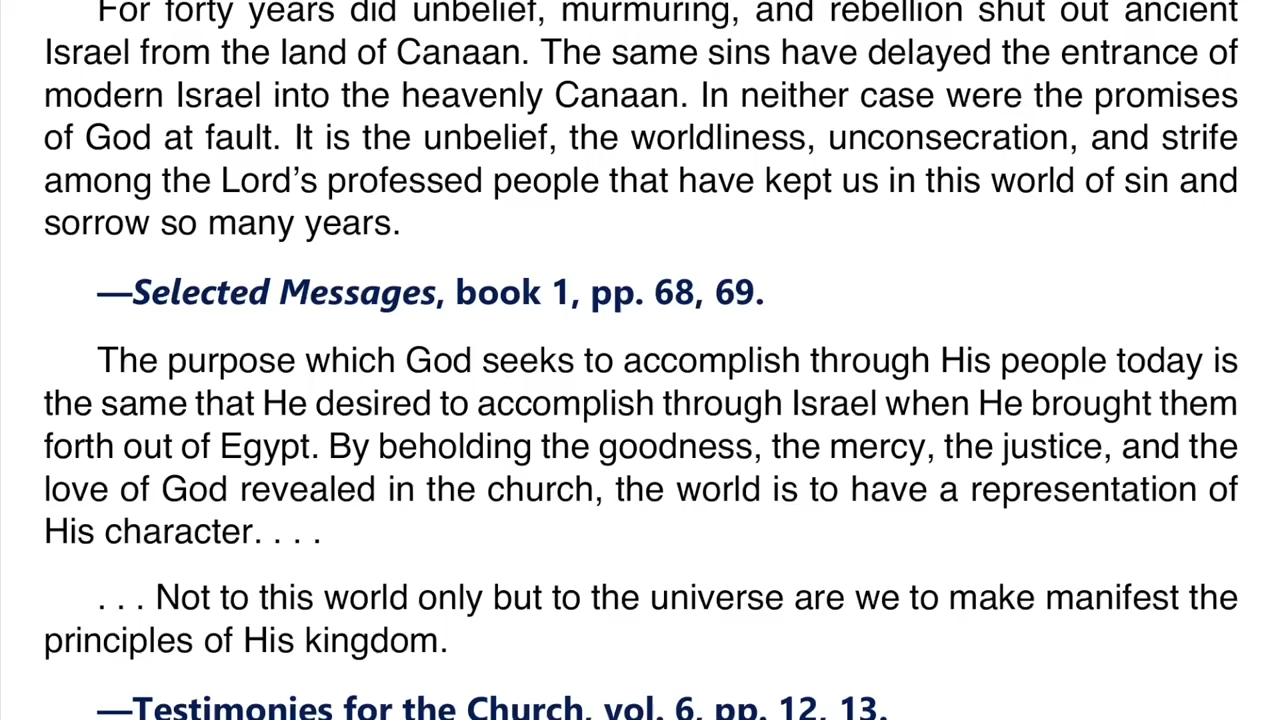 For forty years did unbelief, murmuring, and rebellion shut out ancient
Israel from the land of Canaan. The same sins have delayed the entrance of
modern Israel into the heavenly Canaan. In neither case were the promises
of God at fault. It is the unbelief, the worldliness, unconsecration, and strife
among the Lord’s professed people that have kept us in this world of sin and
sorrow so many years.
—Selected Messages, book 1, pp. 68, 69.
The purpose which God seeks to accomplish through His people today is
the same that He desired to accomplish through Israel when He brought them
forth out of Egypt. By beholding the goodness, the mercy, the justice, and the
love of God revealed in the church, the world is to have a representation of
His character. . . .
. . . Not to this world only but to the universe are we to make manifest the
principles of His kingdom.
—Testimonies for the Church, vol. 6, pp. 12, 13.